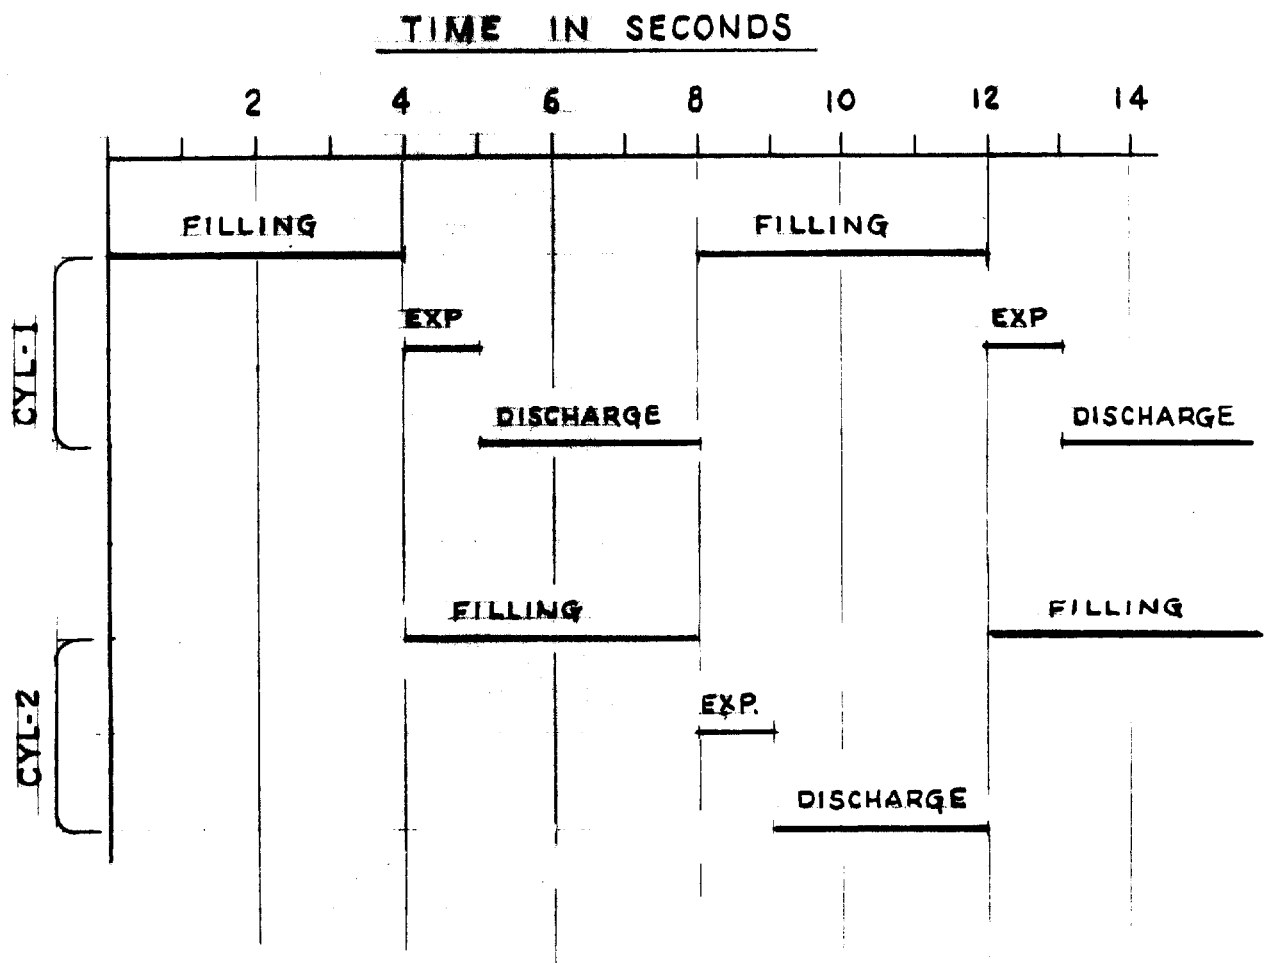 TIME IN SECONDS
2 4 6 8 10 12 14
FILLING FILLING
EXP EXP
CYL-1
DISCHARGE DISCHARGE
FILLING FILLING
CYL-2
EXP.
DISCHARGE